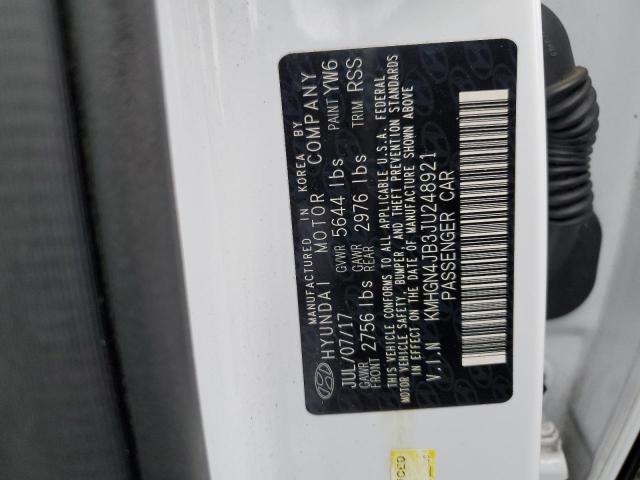 MANUFACTURED IN KOREA BY
HYUNDAI MOTOR COMPANY
JUL/07/17 GVWR 5644 lbs PAINT YW6
GAWR FRONT 2756 lbs GAWR REAR 2976 lbs TRIM RSS
THIS VEHICLE CONFORMS TO ALL APPLICABLE U.S.A. FEDERAL
MOTOR VEHICLE SAFETY, BUMPER, AND THEFT PREVENTION STANDARDS
IN EFFECT ON THE DATE OF MANUFACTURE SHOWN ABOVE
V.I.N KMHGN4JB3JU248921
PASSENGER CAR